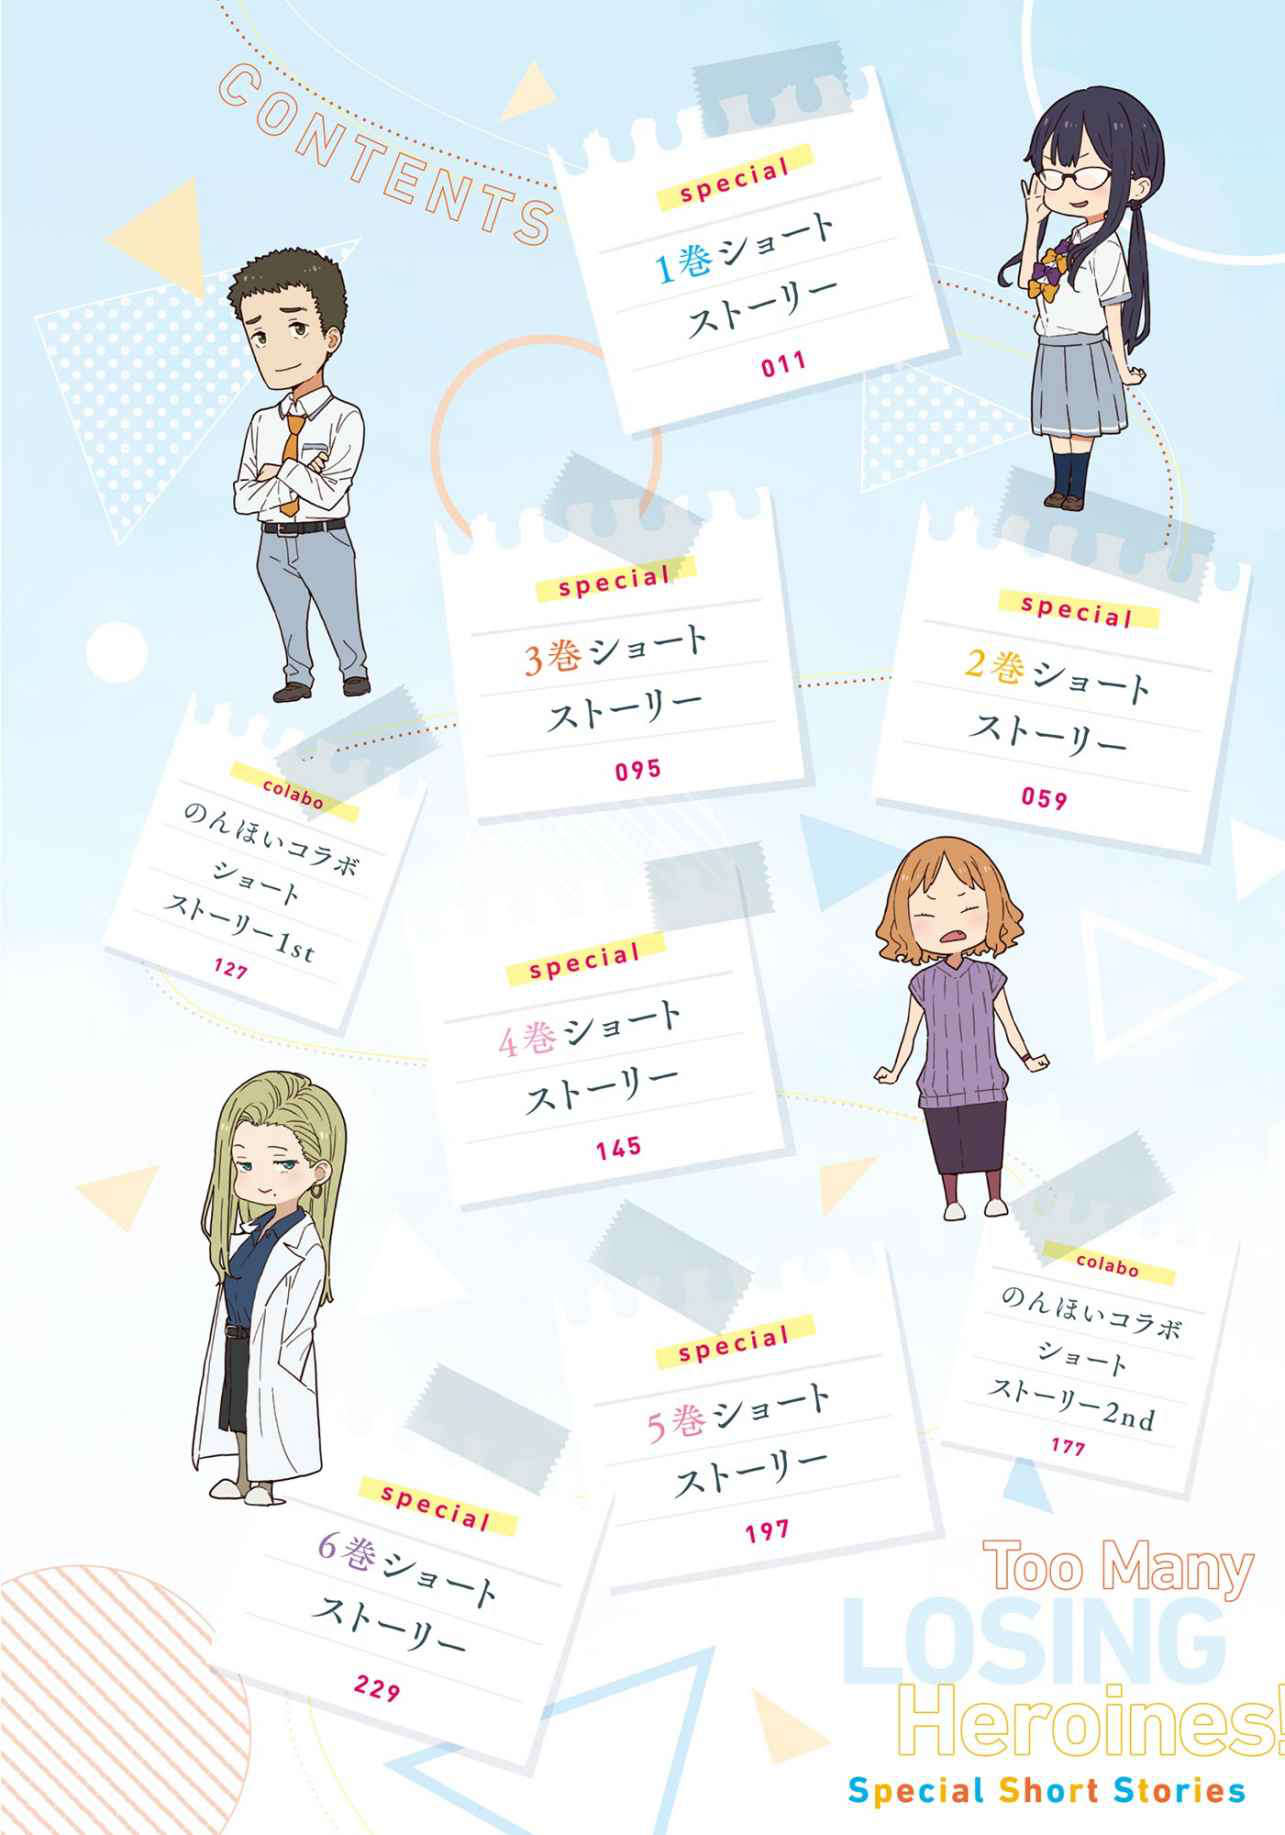 CONTENTS
special
1巻ショート
ストーリー
011
special
2巻ショート
ストーリー
059
special
3巻ショート
ストーリー
095
colabo
のんほいコラボ
ショート
ストーリー1st
127
special
4巻ショート
ストーリー
145
colabo
のんほいコラボ
ショート
ストーリー2nd
177
special
5巻ショート
ストーリー
197
special
6巻ショート
ストーリー
229
Too Many
LOSING
Heroines!
Special Short Stories